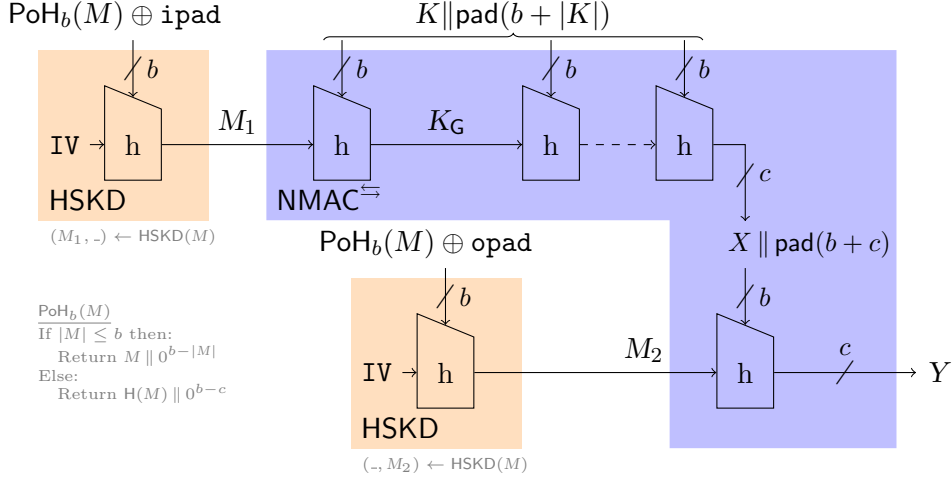 PoH_b(M) ⊕ ipad
K‖pad(b + |K|)
b
b
b
b
IV
h
M_1
h
K_G
h
h
HSKD
NMAC^⇆
c
(M_1, _) ← HSKD(M)
PoH_b(M) ⊕ opad
X ‖ pad(b + c)
b
b
PoH_b(M)
If |M| ≤ b then:
Return M ‖ 0^{b−|M|}
Else:
Return H(M) ‖ 0^{b−c}
IV
h
M_2
h
c
Y
HSKD
(_, M_2) ← HSKD(M)